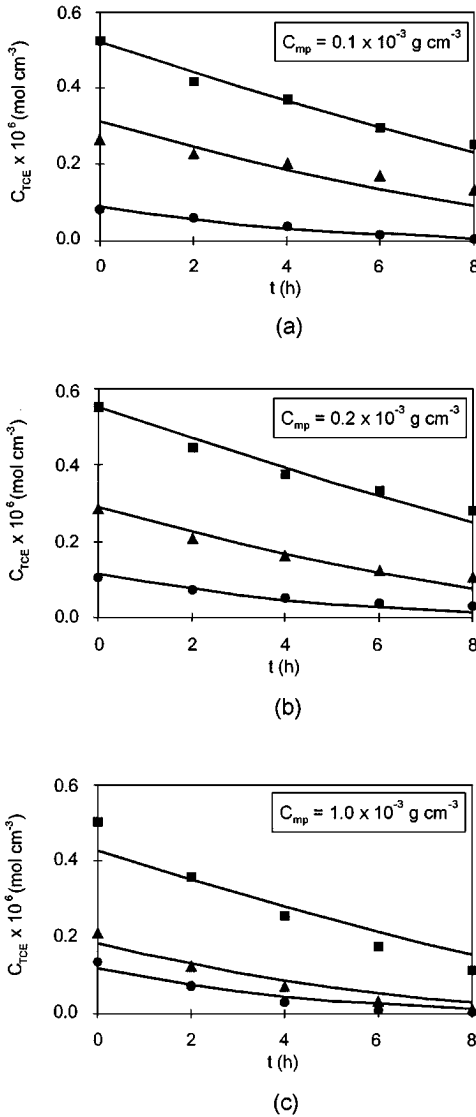 C_mp = 0.1 x 10^-3 g cm^-3
C_TCE x 10^6 (mol cm^-3)
0.6
0.4
0.2
0.0
0 2 4 6 8
t (h)
(a)
C_mp = 0.2 x 10^-3 g cm^-3
C_TCE x 10^6 (mol cm^-3)
0.6
0.4
0.2
0.0
0 2 4 6 8
t (h)
(b)
C_mp = 1.0 x 10^-3 g cm^-3
C_TCE x 10^6 (mol cm^-3)
0.6
0.4
0.2
0.0
0 2 4 6 8
t (h)
(c)